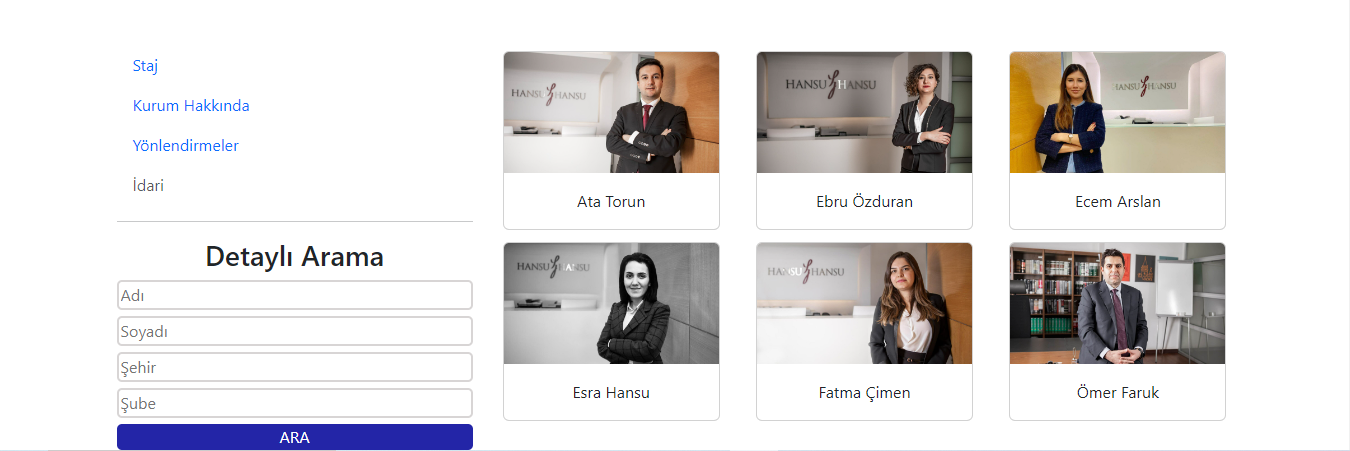 Staj
Kurum Hakkında
Yönlendirmeler
İdari
Detaylı Arama
Adı
Soyadı
Şehir
Şube
ARA
HANSU HANSU
Ata Torun
HANSU HANSU
Ebru Özduran
HANSU HANSU
Ecem Arslan
HANSU HANSU
Esra Hansu
HANSU HANSU
Fatma Çimen
Ömer Faruk